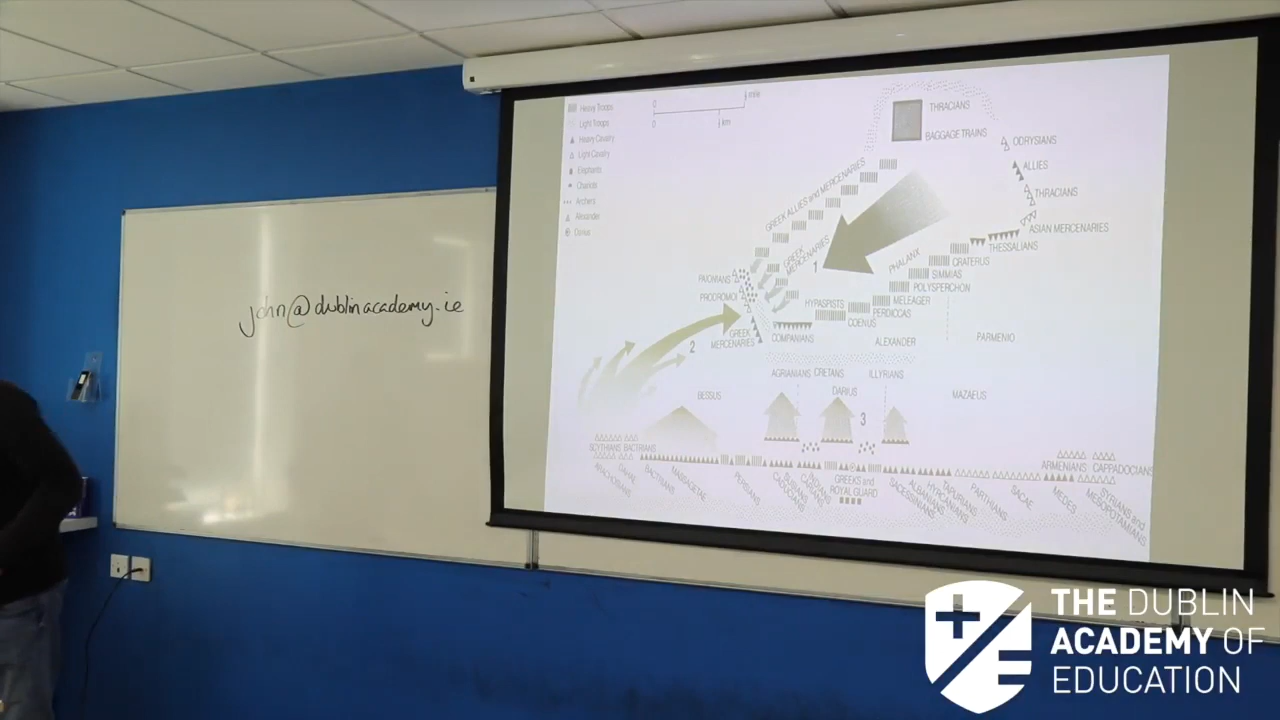 john@dublinacademy.ie
Heavy Troops
Light Troops
Heavy Cavalry
Light Cavalry
Elephants
Chariots
Archers
Alexander
Darius
0
mile
0
km
THRACIANS
BAGGAGE TRAINS
ODRYSIANS
ALLIES
THRACIANS
ASIAN MERCENARIES
THESSALIANS
GREEK ALLIES and MERCENARIES
GREEK
MERCENARIES
1
PHALANX
CRATERUS
SIMMIAS
POLYSPERCHON
MELEAGER
PERDICCAS
HYPASPISTS
COENUS
PAIONIANS
PRODROMOI
GREEK
MERCENARIES
COMPANIANS
ALEXANDER
PARMENIO
2
AGRIANIANS
CRETANS
ILLYRIANS
BESSUS
DARIUS
MAZAEUS
3
SCYTHIANS
BACTRIANS
ARMENIANS
CAPPADOCIANS
ARACHOSIANS
DAHAE
BACTRIANS
MASSAGETAE
PERSIANS
GREEKS and
ROYAL GUARD
SACESSINIANS
ALBANIANS
HYRCANIANS
TAPURIANS
PARTHIANS
SACAE
MEDES
SYRIANS and
MESOPOTAMIANS
THE DUBLIN
ACADEMY OF
EDUCATION